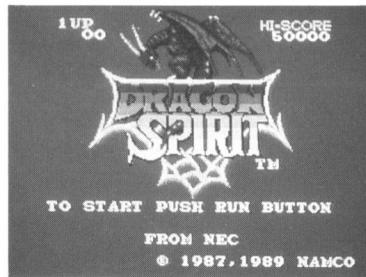 1UP HI-SCORE
00 50000
DRAGON
SPIRIT
TM
TO START PUSH RUN BUTTON
FROM NEC
© 1987,1989 NAMCO